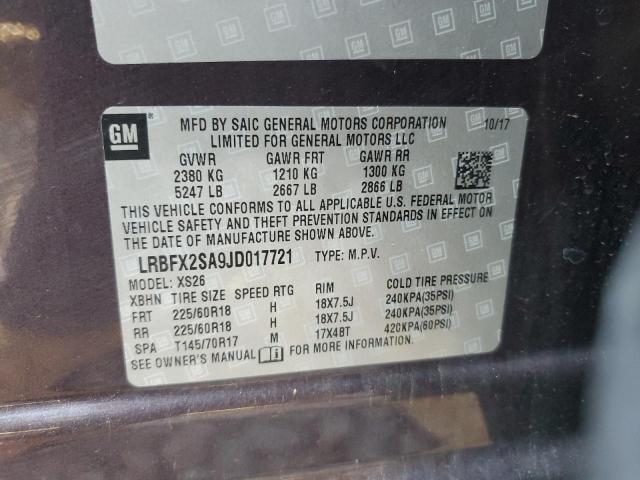 GM
MFD BY SAIC GENERAL MOTORS CORPORATION 10/17
LIMITED FOR GENERAL MOTORS LLC
GVWR GAWR FRT GAWR RR
2380 KG 1210 KG 1300 KG
5247 LB 2667 LB 2866 LB
THIS VEHICLE CONFORMS TO ALL APPLICABLE U.S. FEDERAL MOTOR
VEHICLE SAFETY AND THEFT PREVENTION STANDARDS IN EFFECT ON
THE DATE OF MANUFACTURE SHOWN ABOVE.
LRBFX2SA9JD017721 TYPE: M.P.V.
MODEL: XS26
XBHN TIRE SIZE SPEED RTG RIM COLD TIRE PRESSURE
FRT 225/60R18 H 18X7.5J 240KPA(35PSI)
RR 225/60R18 H 18X7.5J 240KPA(35PSI)
SPA T145/70R17 M 17X4BT 420KPA(60PSI)
SEE OWNER'S MANUAL FOR MORE INFORMATION.